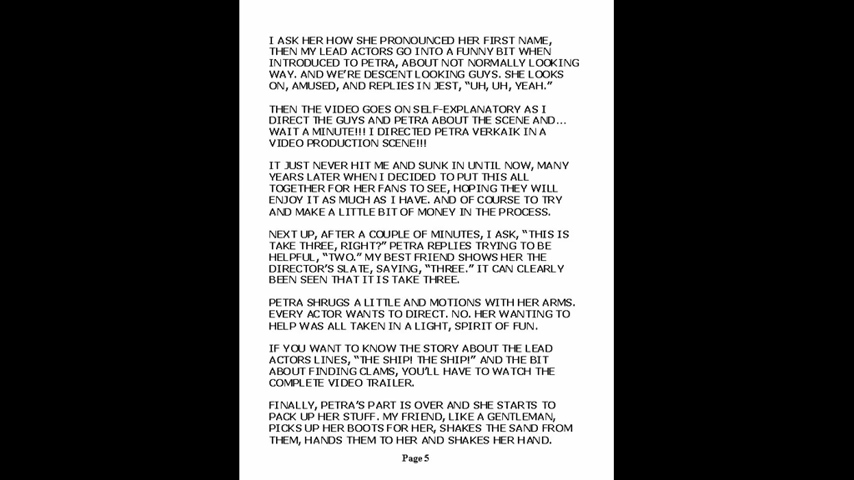 I ASK HER HOW SHE PRONOUNCED HER FIRST NAME,
THEN MY LEAD ACTORS GO INTO A FUNNY BIT WHEN
INTRODUCED TO PETRA, ABOUT NOT NORMALLY LOOKING
WAY. AND WE'RE DESCENT LOOKING GUYS. SHE LOOKS
ON, AMUSED, AND REPLIES IN JEST, "UH, UH, YEAH."
THEN THE VIDEO GOES ON SELF-EXPLANATORY AS I
DIRECT THE GUYS AND PETRA ABOUT THE SCENE AND...
WAIT A MINUTE!!! I DIRECTED PETRA VERKAIK IN A
VIDEO PRODUCTION SCENE!!!
IT JUST NEVER HIT ME AND SUNK IN UNTIL NOW, MANY
YEARS LATER WHEN I DECIDED TO PUT THIS ALL
TOGETHER FOR HER FANS TO SEE, HOPING THEY WILL
ENJOY IT AS MUCH AS I HAVE. AND OF COURSE TO TRY
AND MAKE A LITTLE BIT OF MONEY IN THE PROCESS.
NEXT UP, AFTER A COUPLE OF MINUTES, I ASK, "THIS IS
TAKE THREE, RIGHT?" PETRA REPLIES TRYING TO BE
HELPFUL, "TWO." MY BEST FRIEND SHOWS HER THE
DIRECTOR'S SLATE, SAYING, "THREE." IT CAN CLEARLY
BEEN SEEN THAT IT IS TAKE THREE.
PETRA SHRUGS A LITTLE AND MOTIONS WITH HER ARMS.
EVERY ACTOR WANTS TO DIRECT. NO. HER WANTING TO
HELP WAS ALL TAKEN IN A LIGHT, SPIRIT OF FUN.
IF YOU WANT TO KNOW THE STORY ABOUT THE LEAD
ACTORS LINES, "THE SHIP! THE SHIP!" AND THE BIT
ABOUT FINDING CLAMS, YOU'LL HAVE TO WATCH THE
COMPLETE VIDEO TRAILER.
FINALLY, PETRA'S PART IS OVER AND SHE STARTS TO
PACK UP HER STUFF. MY FRIEND, LIKE A GENTLEMAN,
PICKS UP HER BOOTS FOR HER, SHAKES THE SAND FROM
THEM, HANDS THEM TO HER AND SHAKES HER HAND.
Page 5